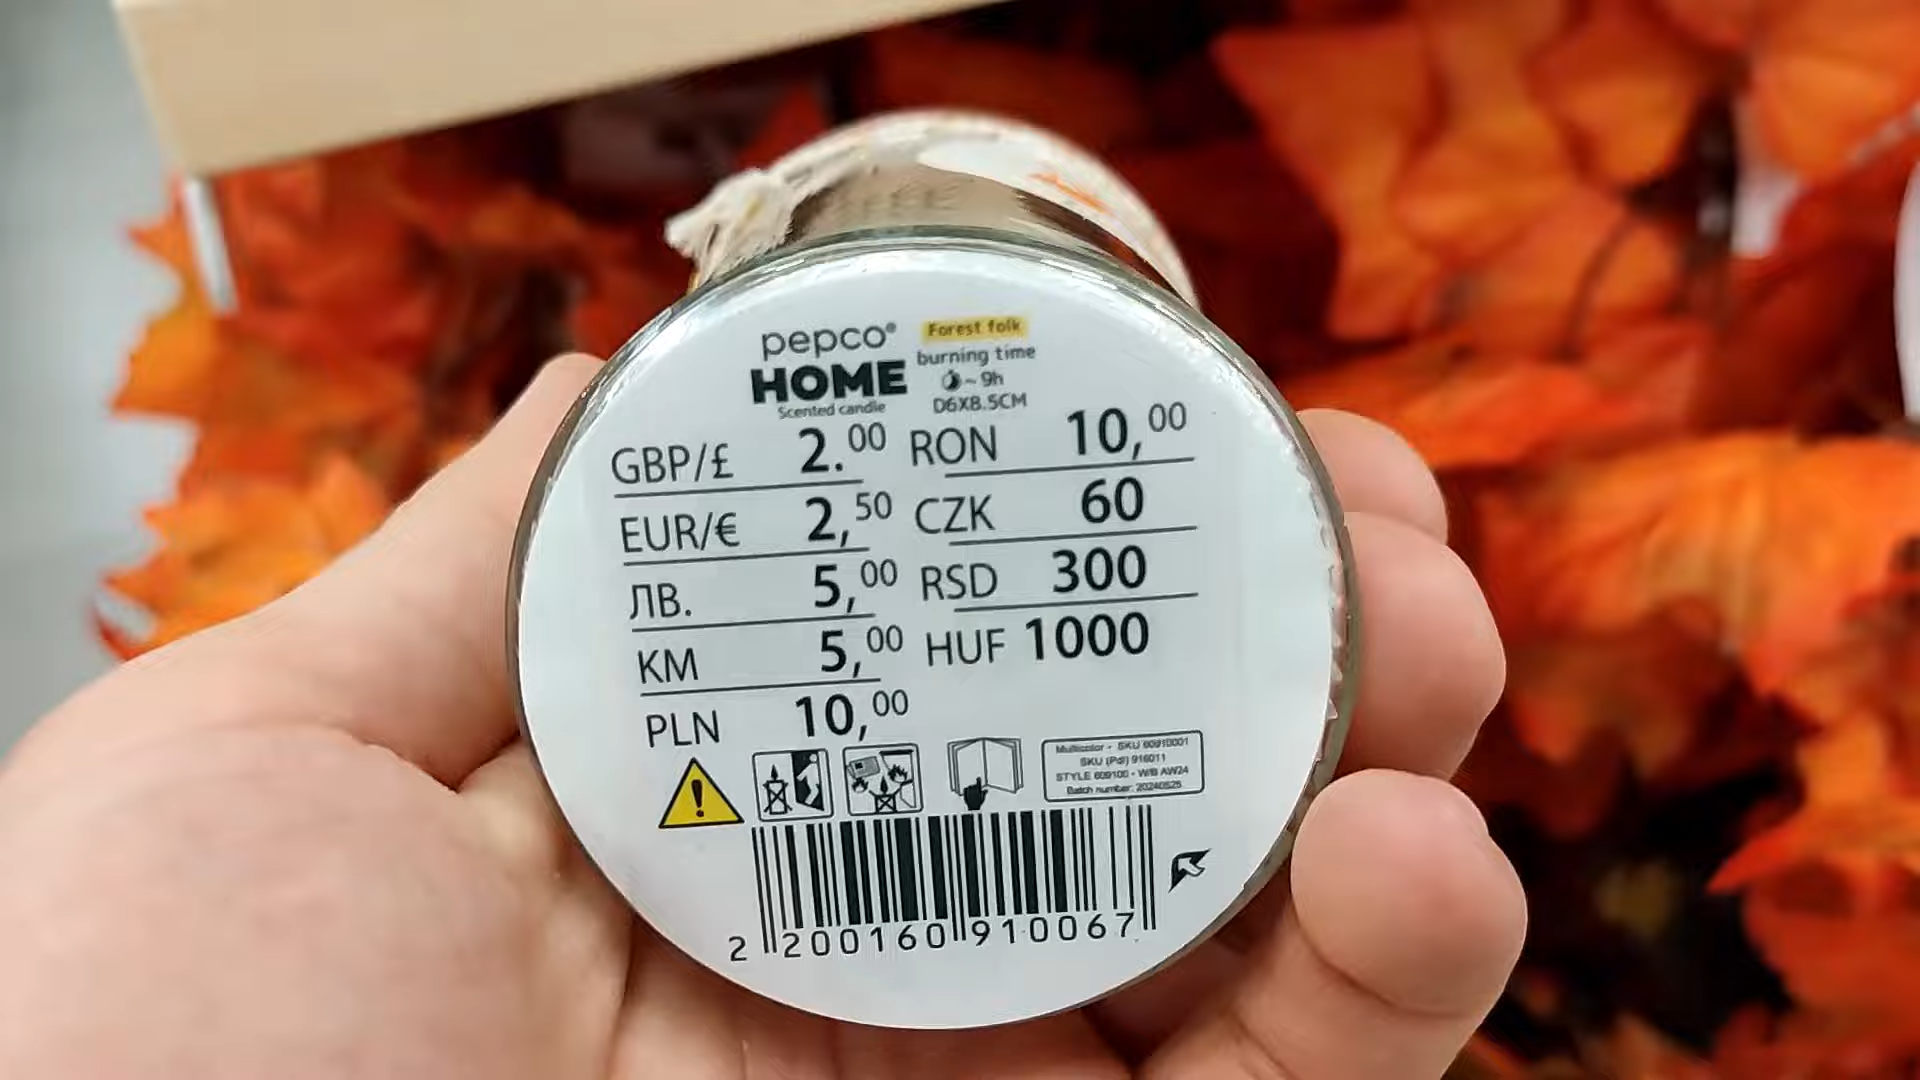 pepco®
HOME
Scented candle
Forest folk
burning time
~ 9h
D6X8.5CM
GBP/£ 2.00
EUR/€ 2,50
ЛВ. 5,00
KM 5,00
PLN 10,00
RON 10,00
CZK 60
RSD 300
HUF 1000
Multicolor - SKU 60910001
SKU (Pdl) 916011
STYLE 609100 - W/B AW24
Batch number: 20240525
2 200160 910067